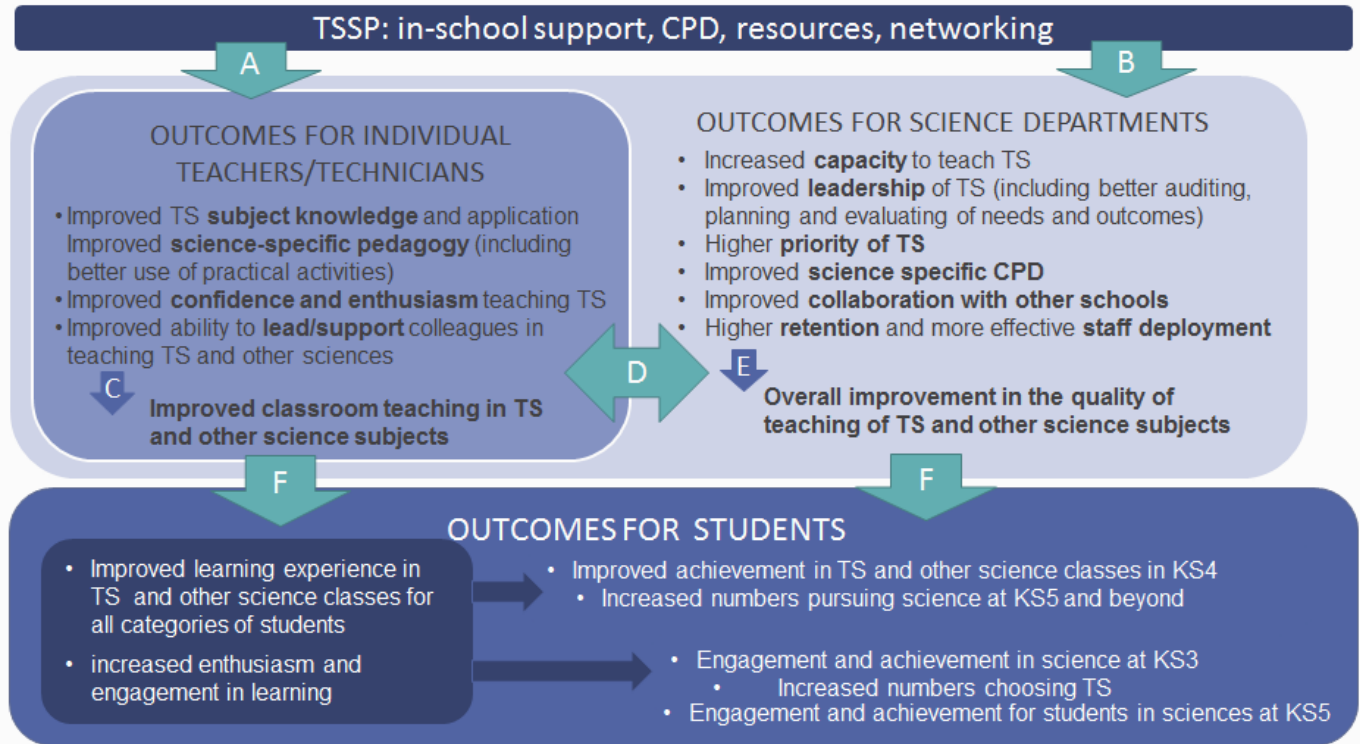 TSSP: in-school support, CPD, resources, networking
A
B
OUTCOMES FOR INDIVIDUAL
TEACHERS/TECHNICIANS
•Improved TS subject knowledge and application
Improved science-specific pedagogy (including
better use of practical activities)
•Improved confidence and enthusiasm teaching TS
•Improved ability to lead/support colleagues in
teaching TS and other sciences
C
Improved classroom teaching in TS
and other science subjects
D
OUTCOMES FOR SCIENCE DEPARTMENTS
• Increased capacity to teach TS
• Improved leadership of TS (including better auditing,
planning and evaluating of needs and outcomes)
• Higher priority of TS
• Improved science specific CPD
• Improved collaboration with other schools
• Higher retention and more effective staff deployment
E
Overall improvement in the quality of
teaching of TS and other science subjects
F
F
OUTCOMES FOR STUDENTS
• Improved learning experience in
TS and other science classes for
all categories of students
• increased enthusiasm and
engagement in learning
• Improved achievement in TS and other science classes in KS4
• Increased numbers pursuing science at KS5 and beyond
• Engagement and achievement in science at KS3
• Increased numbers choosing TS
• Engagement and achievement for students in sciences at KS5